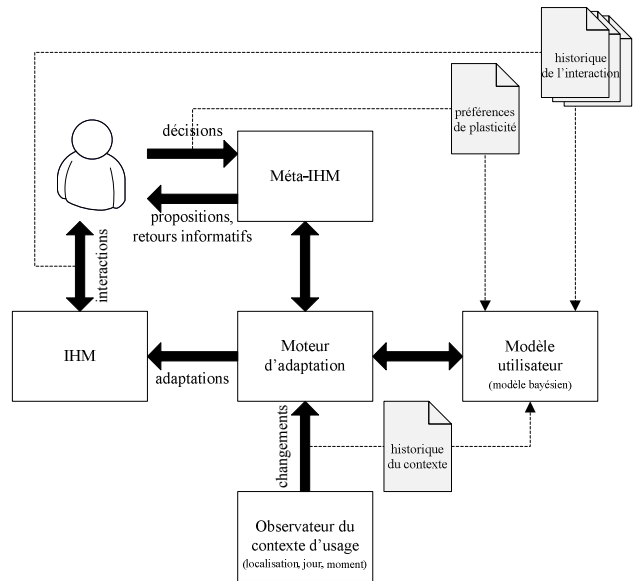 historique
de l'interaction
préférences
de plasticité
décisions
Méta-IHM
propositions,
retours informatifs
interactions
IHM
adaptations
Moteur
d'adaptation
Modèle
utilisateur
(modèle bayésien)
changements
historique
du contexte
Observateur du
contexte d'usage
(localisation, jour, moment)